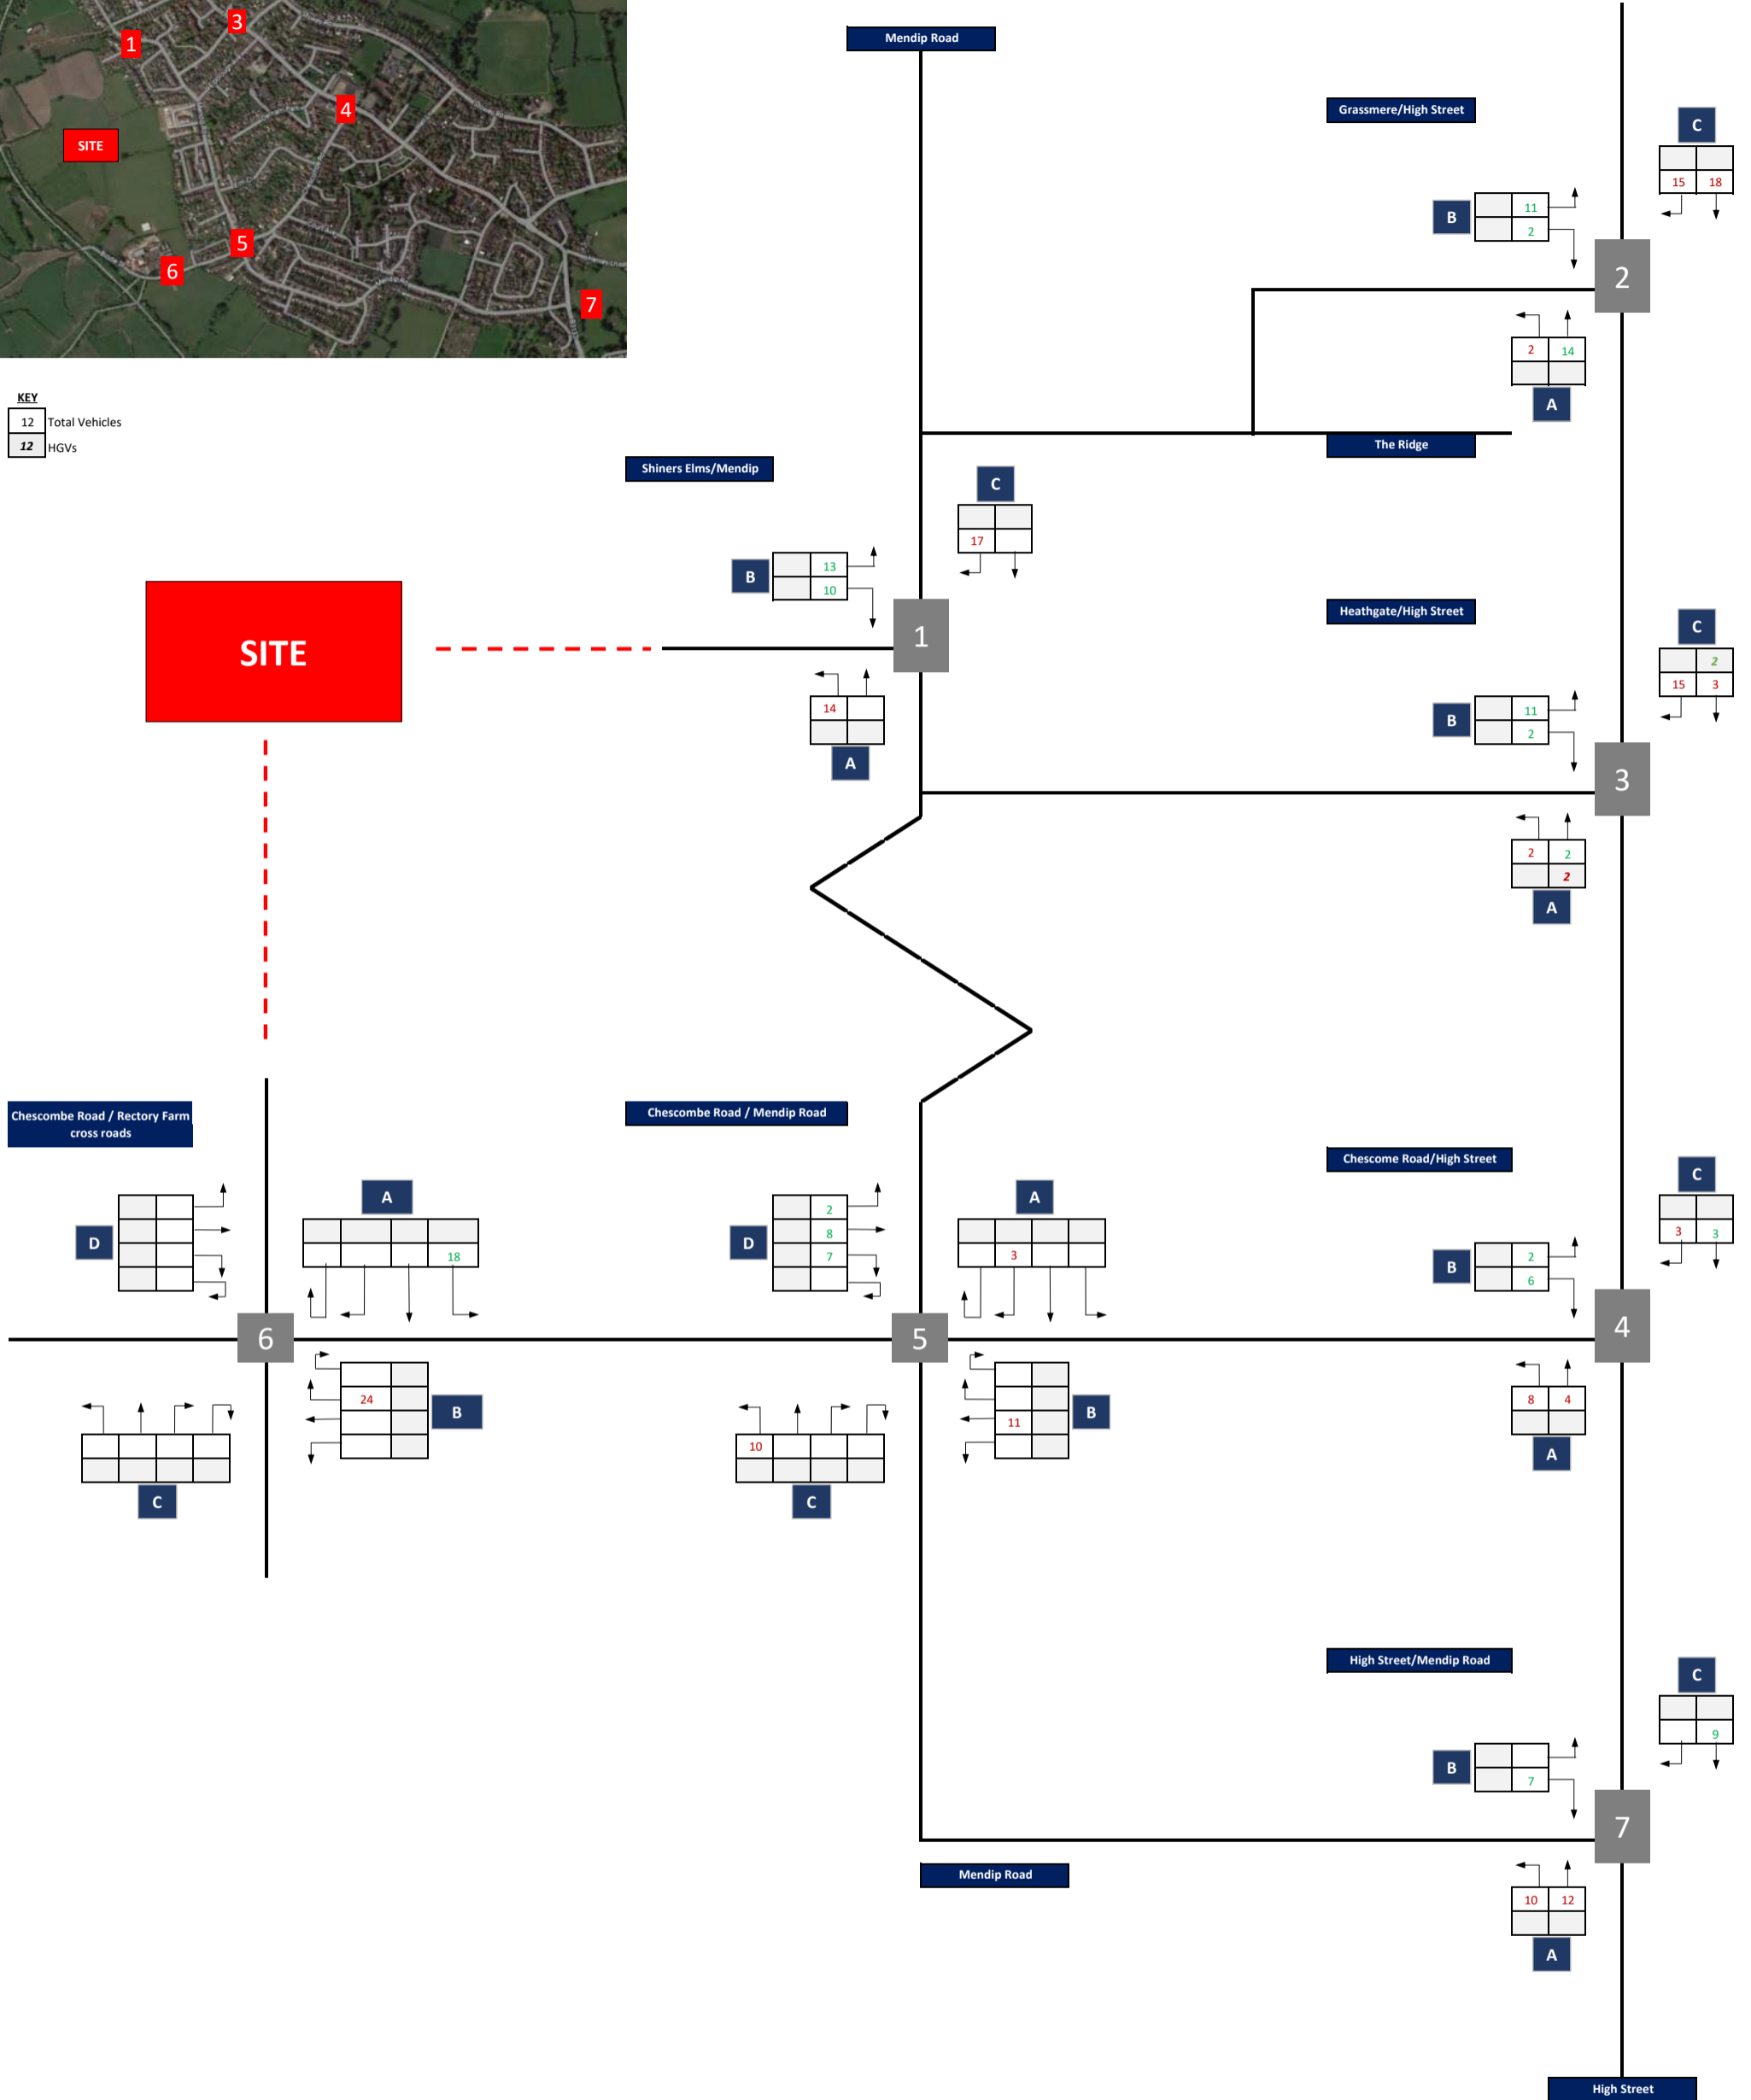 3
1
4
SITE
5
6
7
Mendip Road
Grassmere/High Street
C
15 18
B
11
2
2
2 14
A
The Ridge
KEY
12 Total Vehicles
12 HGVs
Shiners Elms/Mendip
C
17
B
13
10
1
14
A
SITE
Heathgate/High Street
C
2
15 3
B
11
2
3
2 2
2
A
Chescombe Road / Rectory Farm
cross roads
A
18
D
6
24
B
C
Chescombe Road / Mendip Road
A
3
D
2
8
7
5
11
B
10
C
Chescome Road/High Street
C
3 3
B
2
6
4
8 4
A
High Street/Mendip Road
C
9
B
7
7
Mendip Road
10 12
A
High Street